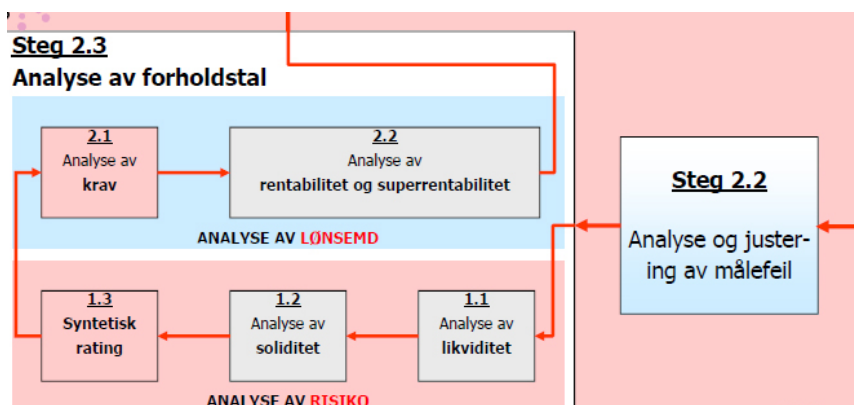 Steg 2.3
Analyse av forholdstal
2.1
Analyse av
krav
2.2
Analyse av
rentabilitet og superrentabilitet
ANALYSE AV LØNSEMD
1.3
Syntetisk
rating
1.2
Analyse av
soliditet
1.1
Analyse av
likviditet
ANALYSE AV RISIKO
Steg 2.2
Analyse og juster-
ing av målefeil